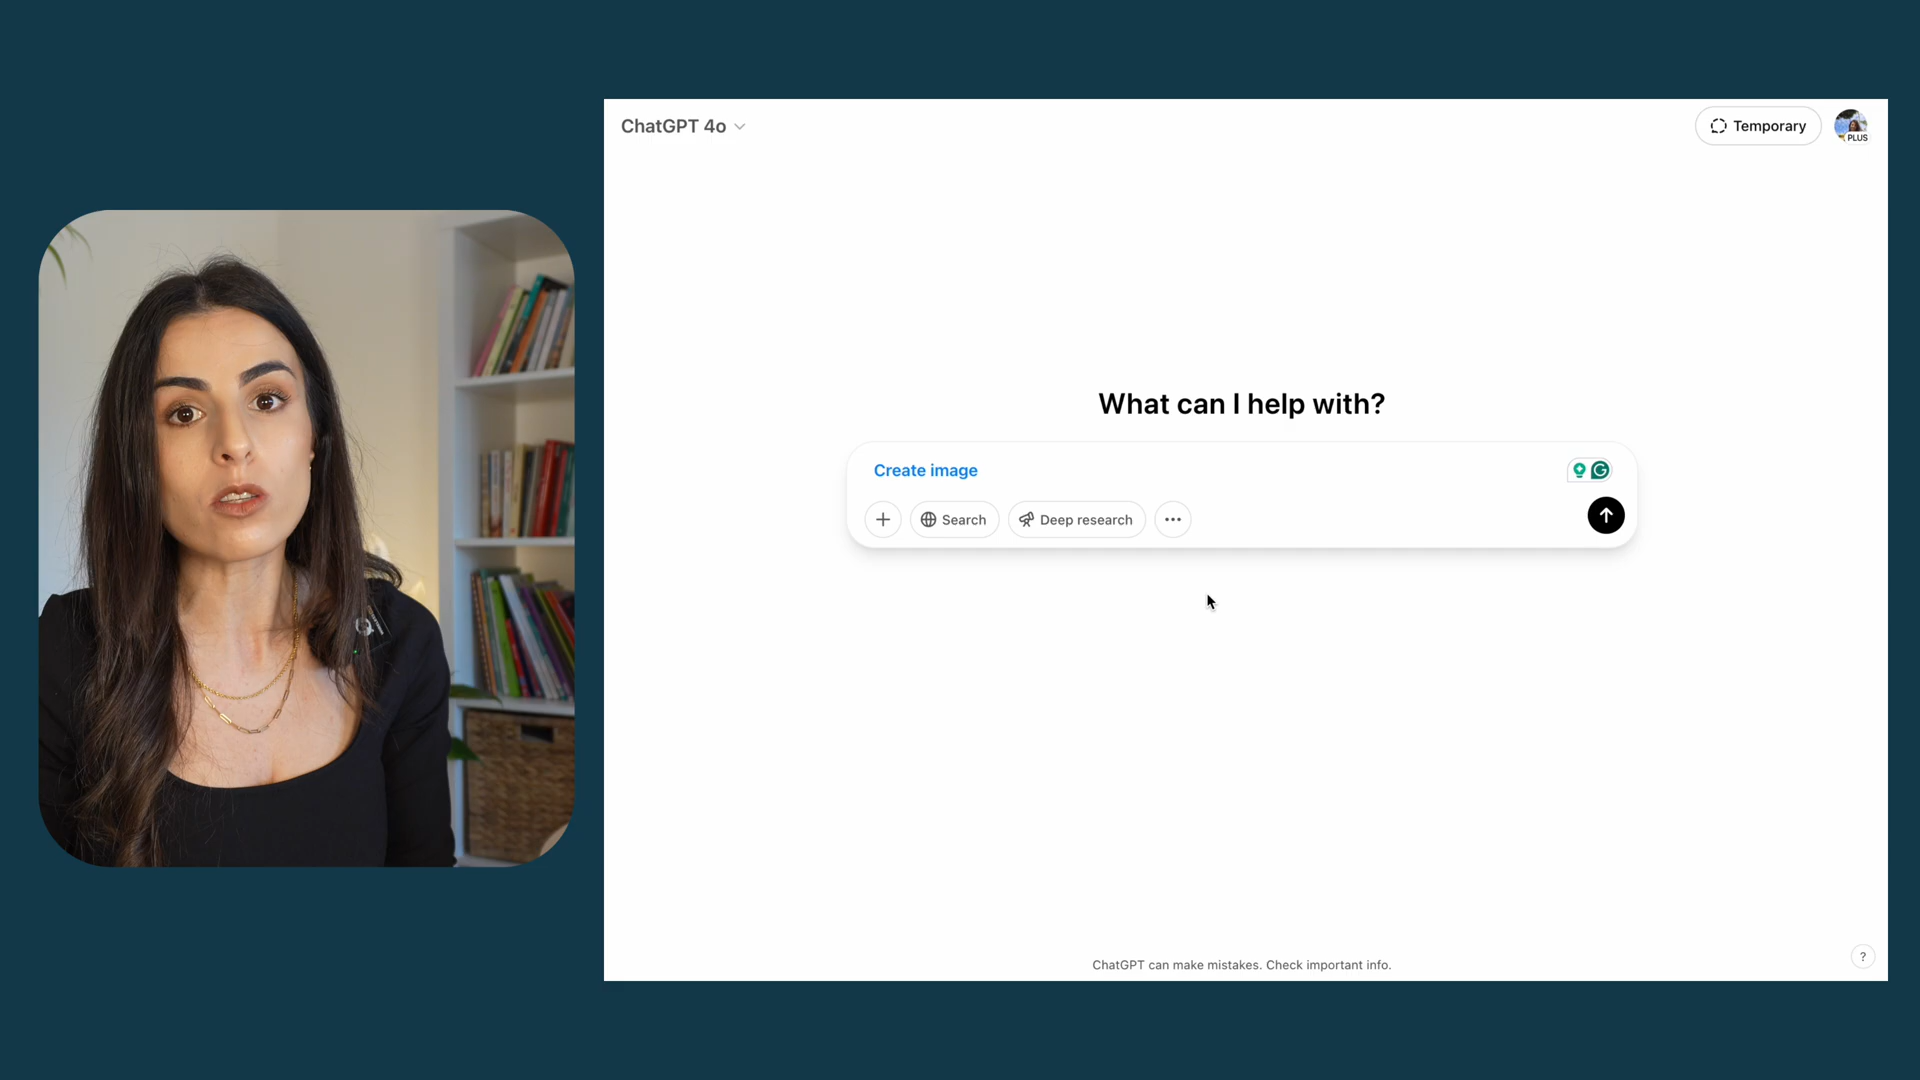 ChatGPT 4o
Temporary
PLUS
What can I help with?
Create image
Search
Deep research
ChatGPT can make mistakes. Check important info.
?